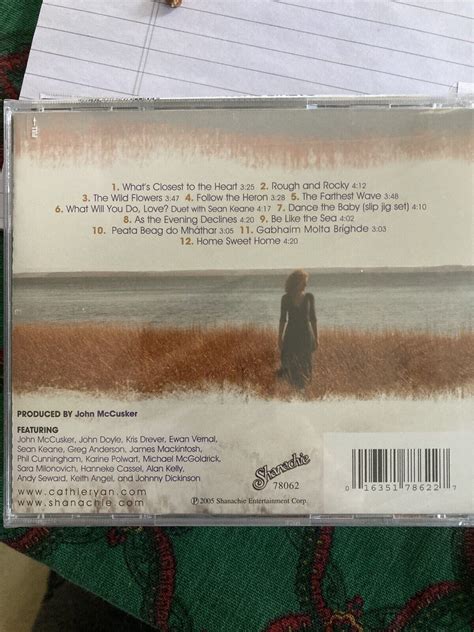 1. What's Closest to the Heart 3:25 2. Rough and Rocky 4:12
3. The Wild Flowers 3:47 4. Follow the Heron 3:28 5. The Farthest Wave 3:48
6. What Will You Do, Love? Duet with Sean Keane 4:17 7. Dance the Baby (slip jig set) 4:10
8. As the Evening Declines 4:20 9. Be Like the Sea 4:02
10. Peata Beag do Mháthar 3:05 11. Gabhaim Molta Bríghde 3:03
12. Home Sweet Home 4:20
PRODUCED BY John McCusker
FEATURING
John McCusker, John Doyle, Kris Drever, Ewan Vernal,
Sean Keane, Greg Anderson, James Mackintosh,
Phil Cunningham, Karine Polwart, Michael McGoldrick,
Sara Milonovich, Hanneke Cassel, Alan Kelly,
Andy Seward, Keith Angel, and Johnny Dickinson
www.cathieryan.com
www.shanachie.com
Shanachie
78062
℗ 2005 Shanachie Entertainment Corp.
0 16351 78622 7